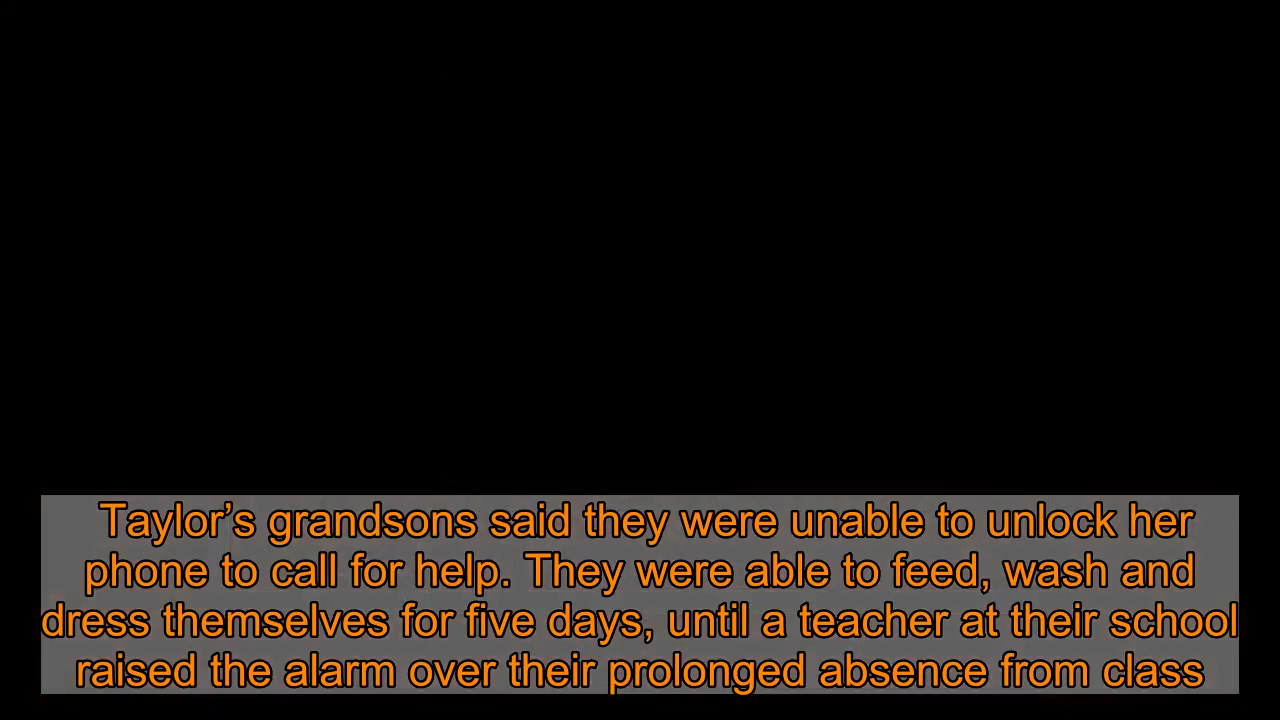 Taylor’s grandsons said they were unable to unlock her
phone to call for help. They were able to feed, wash and
dress themselves for five days, until a teacher at their school
raised the alarm over their prolonged absence from class